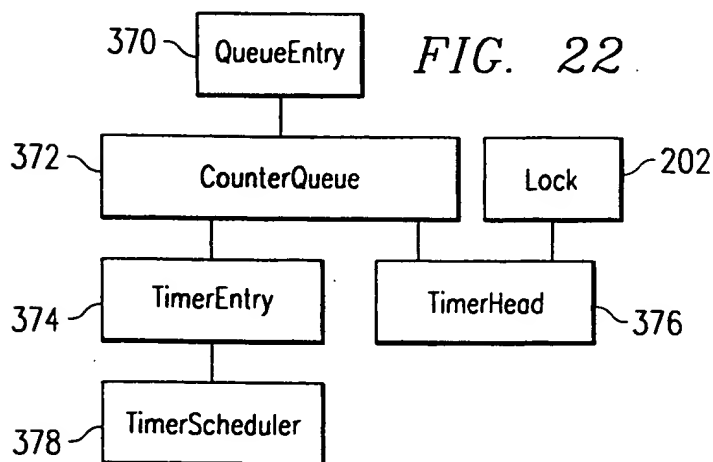 370
QueueEntry
FIG. 22
372
CounterQueue
Lock
202
374
TimerEntry
TimerHead
376
378
TimerScheduler